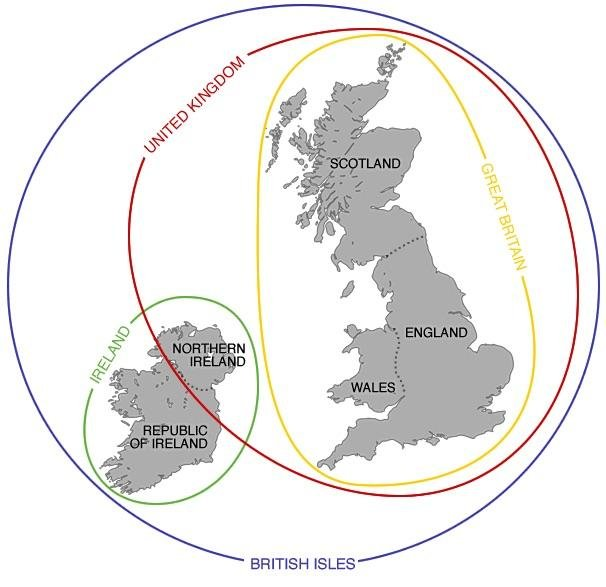 UNITED KINGDOM
SCOTLAND
GREAT BRITAIN
ENGLAND
IRELAND
NORTHERN
IRELAND
WALES
REPUBLIC
OF IRELAND
BRITISH ISLES